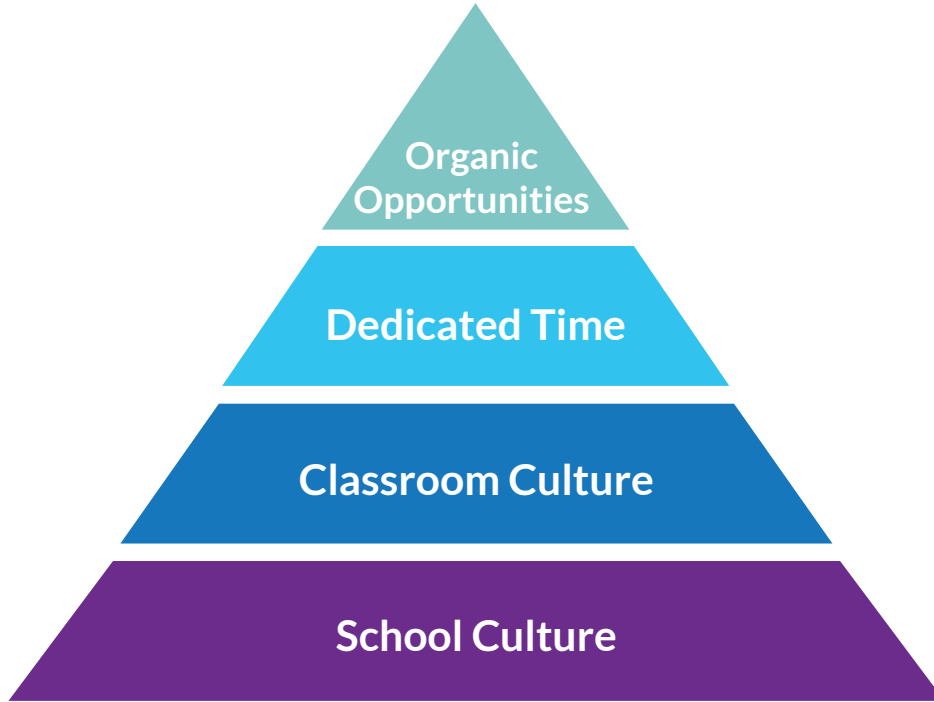 Organic
Opportunities
Dedicated Time
Classroom Culture
School Culture